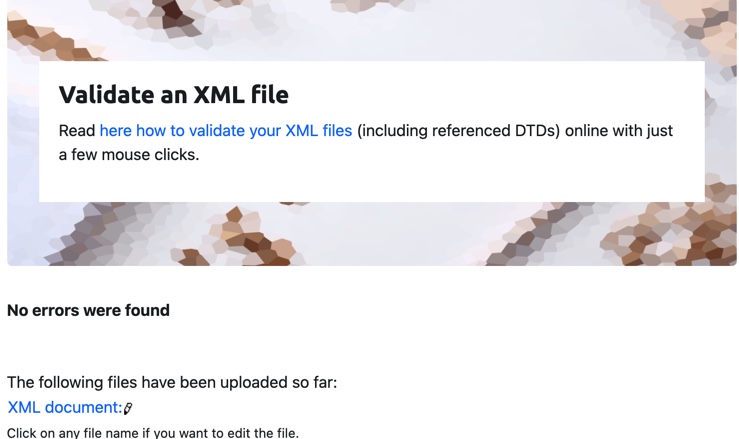 Validate an XML file
Read here how to validate your XML files (including referenced DTDs) online with just
a few mouse clicks.
No errors were found
The following files have been uploaded so far:
XML document:
Click on any file name if you want to edit the file.